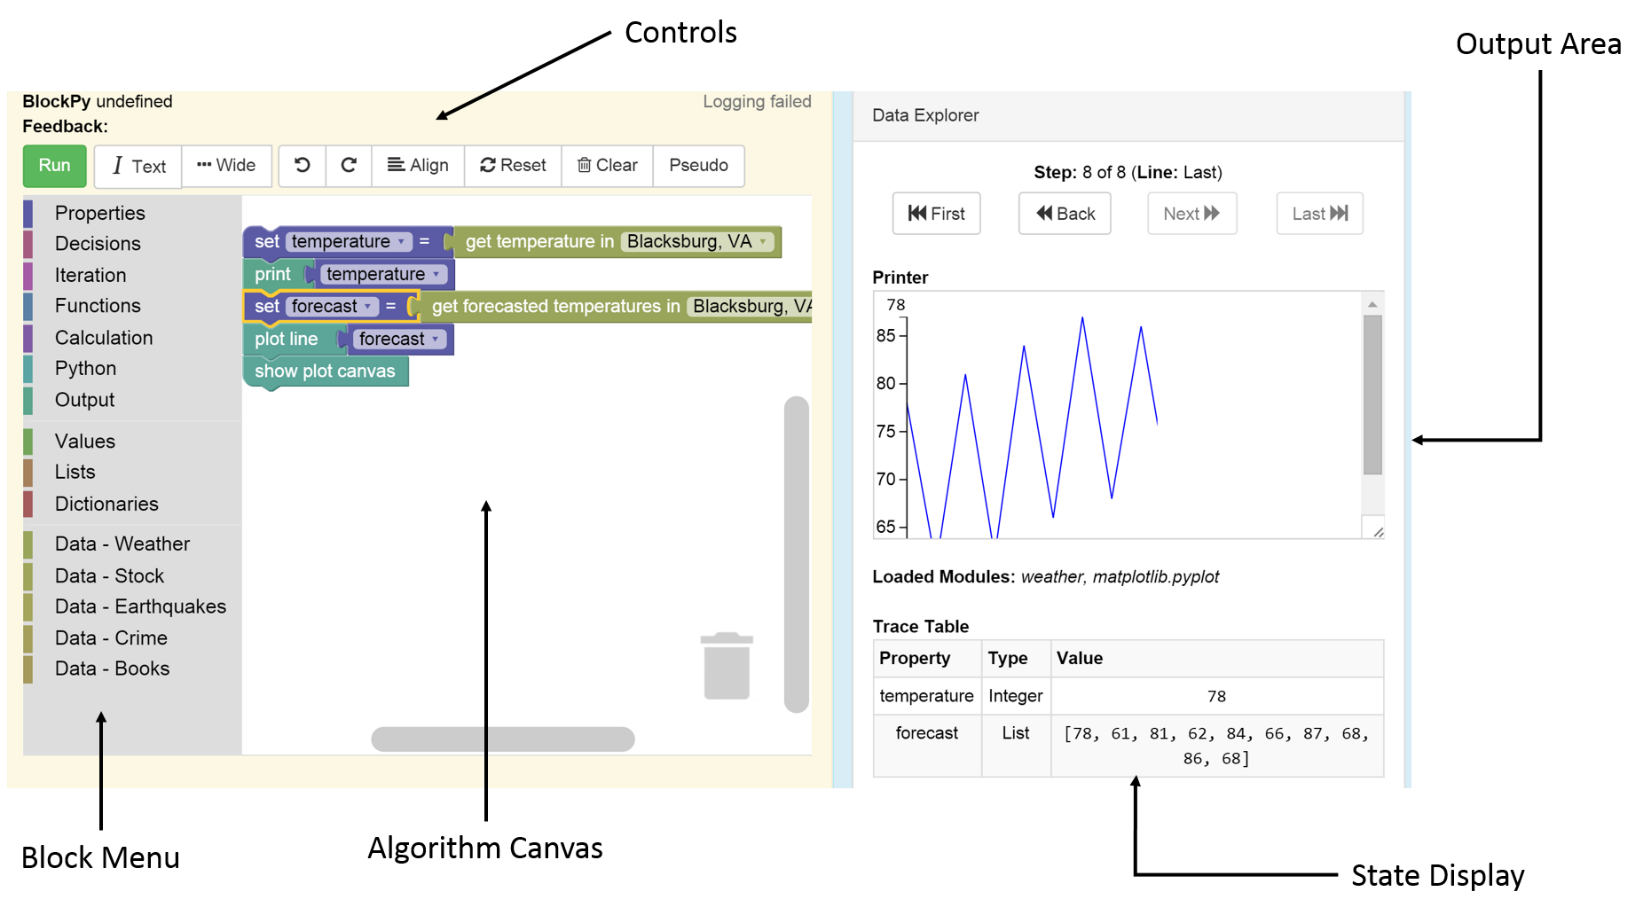 Controls
Output Area
BlockPy undefined
Logging failed
Feedback:
Run
I Text
Wide
Align
Reset
Clear
Pseudo
Properties
Decisions
Iteration
Functions
Calculation
Python
Output
Values
Lists
Dictionaries
Data - Weather
Data - Stock
Data - Earthquakes
Data - Crime
Data - Books
set temperature = get temperature in Blacksburg, VA
print temperature
set forecast = get forecasted temperatures in Blacksburg, VA
plot line forecast
show plot canvas
Data Explorer
Step: 8 of 8 (Line: Last)
First
Back
Next
Last
Printer
78
85
80
75
70
65
Loaded Modules: weather, matplotlib.pyplot
Trace Table
Property Type Value
temperature Integer 78
forecast List [78, 61, 81, 62, 84, 66, 87, 68,
86, 68]
Block Menu
Algorithm Canvas
State Display